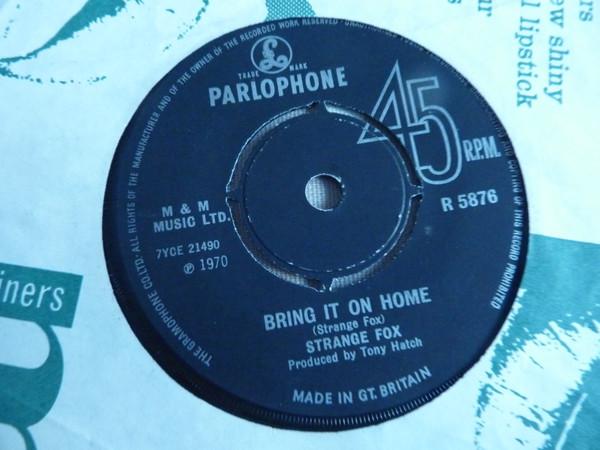 THE GRAMOPHONE CO. LTD. ALL RIGHTS OF THE MANUFACTURER AND OF THE OWNER OF THE RECORDED WORK RESERVED
COPYING OF THIS RECORD PROHIBITED
£
TRADE MARK
PARLOPHONE
45
R.P.M.
R 5876
M & M
MUSIC LTD.
7YCE 21490
℗ 1970
BRING IT ON HOME
(Strange Fox)
STRANGE FOX
Produced by Tony Hatch
MADE IN GT. BRITAIN
ew shiny
lipstick
iners